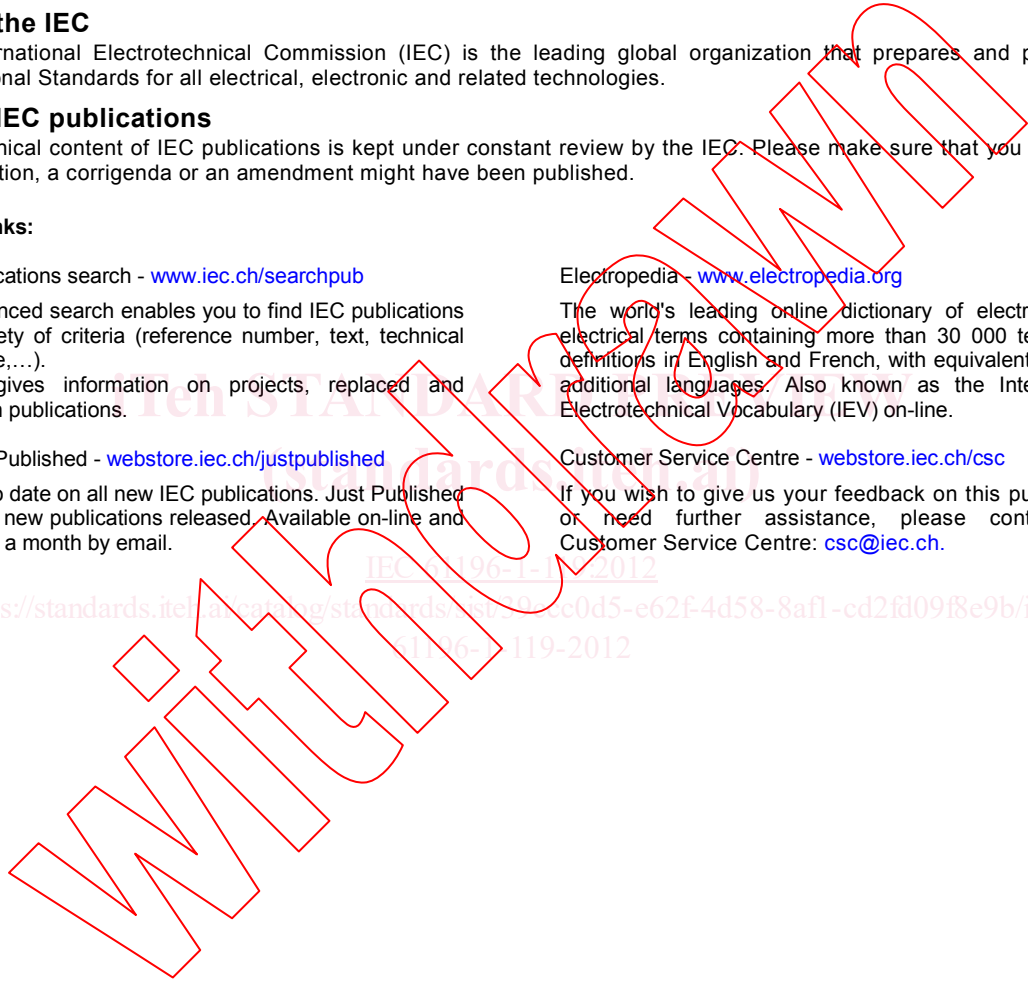 the IEC
rnational Electrotechnical Commission (IEC) is the leading global organization that prepares and p
nal Standards for all electrical, electronic and related technologies.
IEC publications
nical content of IEC publications is kept under constant review by the IEC. Please make sure that you
tion, a corrigenda or an amendment might have been published.
nks:
cations search - www.iec.ch/searchpub
nced search enables you to find IEC publications
ety of criteria (reference number, text, technical
e,…).
gives information on projects, replaced and
n publications.
Published - webstore.iec.ch/justpublished
o date on all new IEC publications. Just Published
new publications released. Available on-line and
a month by email.
Electropedia - www.electropedia.org
The world's leading online dictionary of electr
electrical terms containing more than 30 000 te
definitions in English and French, with equivalent
additional languages. Also known as the Inte
Electrotechnical Vocabulary (IEV) on-line.
Customer Service Centre - webstore.iec.ch/csc
If you wish to give us your feedback on this pu
or need further assistance, please con
Customer Service Centre: csc@iec.ch.
iTeh STANDARD PREVIEW
(standards.iteh.ai)
IEC 61196-1-119:2012
s://standards.iteh.ai/catalog/standards/sist/39cec0d5-e62f-4d58-8af1-cd2fd09f8e9b/i
61196-1-119-2012
withdrawn